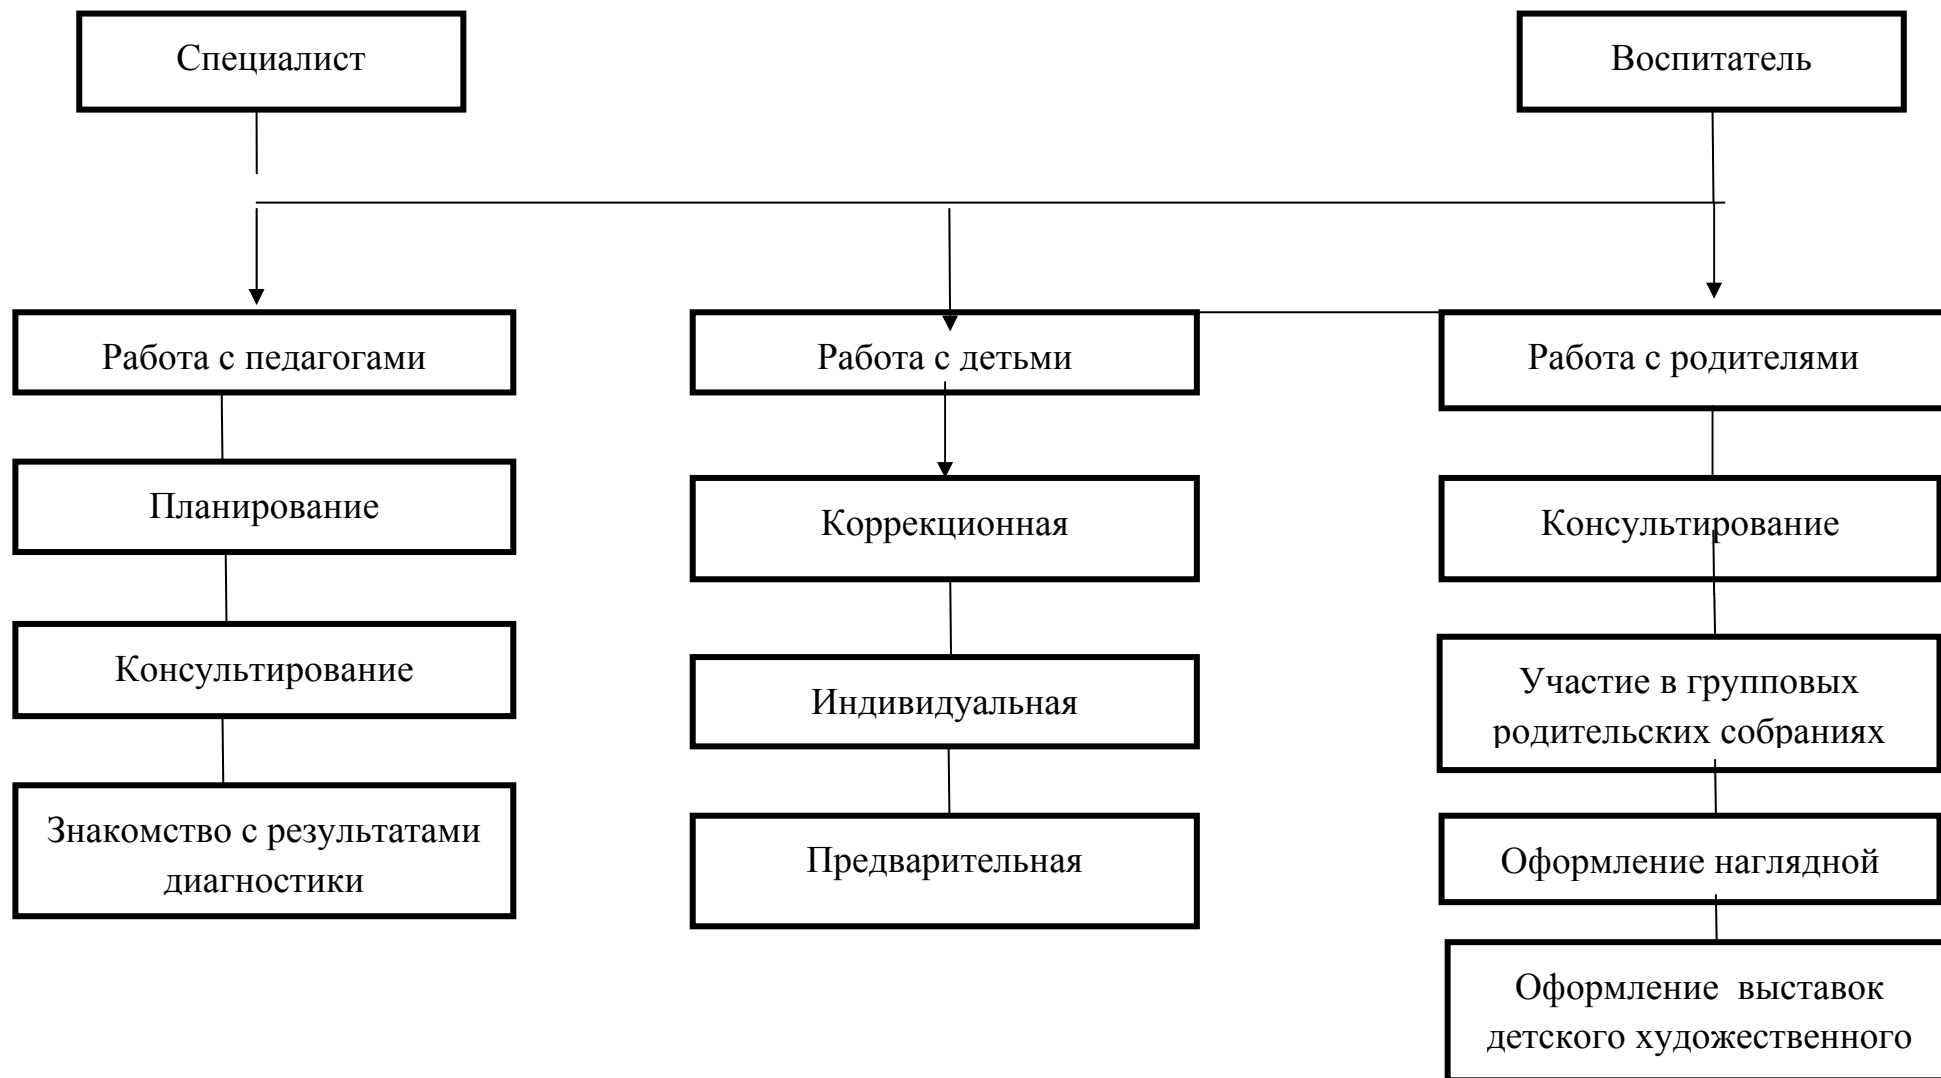 Специалист
Воспитатель
Работа с педагогами
Работа с детьми
Работа с родителями
Планирование
Коррекционная
Консультирование
Консультирование
Индивидуальная
Участие в групповых
родительских собраниях
Знакомство с результатами
диагностики
Предварительная
Оформление наглядной
Оформление выставок
детского художественного